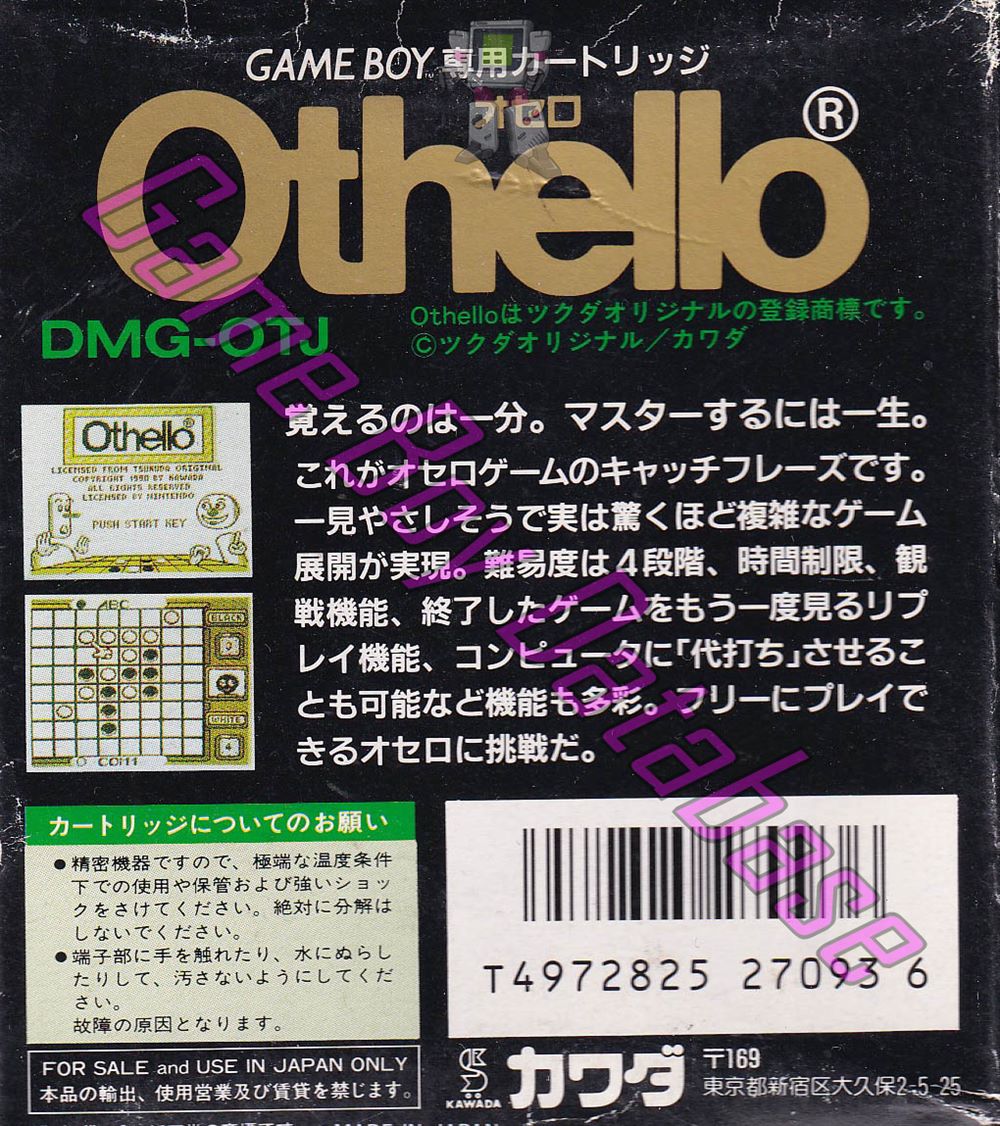 GAME BOY 専用カートリッジ
オセロ
Othello®
DMG-OTJ
Othelloはツクダオリジナルの登録商標です。
©ツクダオリジナル／カワダ
Othello®
LICENSED FROM TSUKUDA ORIGINAL
COPYRIGHT 1990 BY KAWADA
ALL RIGHTS RESERVED
LICENSED BY NINTENDO
PUSH START KEY
覚えるのは一分。マスターするには一生。
これがオセロゲームのキャッチフレーズです。
一見やさしそうで実は驚くほど複雑なゲーム
展開が実現。難易度は4段階、時間制限、観
戦機能、終了したゲームをもう一度見るリプ
レイ機能、コンピュータに「代打ち」させるこ
とも可能など機能も多彩。フリーにプレイで
きるオセロに挑戦だ。
ABC
BLACK
WHITE
COM1
カートリッジについてのお願い
●精密機器ですので、極端な温度条件
下での使用や保管および強いショッ
クをさけてください。絶対に分解は
しないでください。
●端子部に手を触れたり、水にぬらし
たりして、汚さないようにしてくだ
さい。
故障の原因となります。
T4972825 27093 6
FOR SALE and USE IN JAPAN ONLY
本品の輸出、使用営業及び賃貸を禁じます。
KAWADA
カワダ
〒169
東京都新宿区大久保2-5-25
Game Boy Database